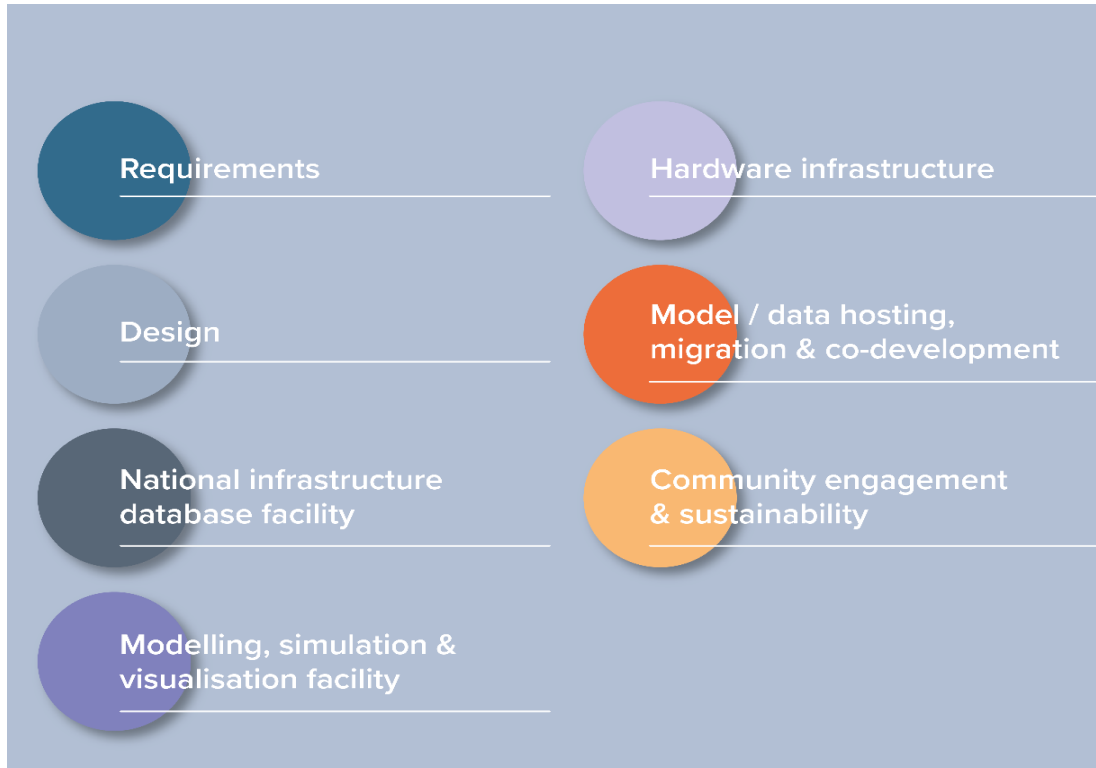 Requirements
Design
National infrastructure
database facility
Modelling, simulation &
visualisation facility
Hardware infrastructure
Model / data hosting,
migration & co-development
Community engagement
& sustainability